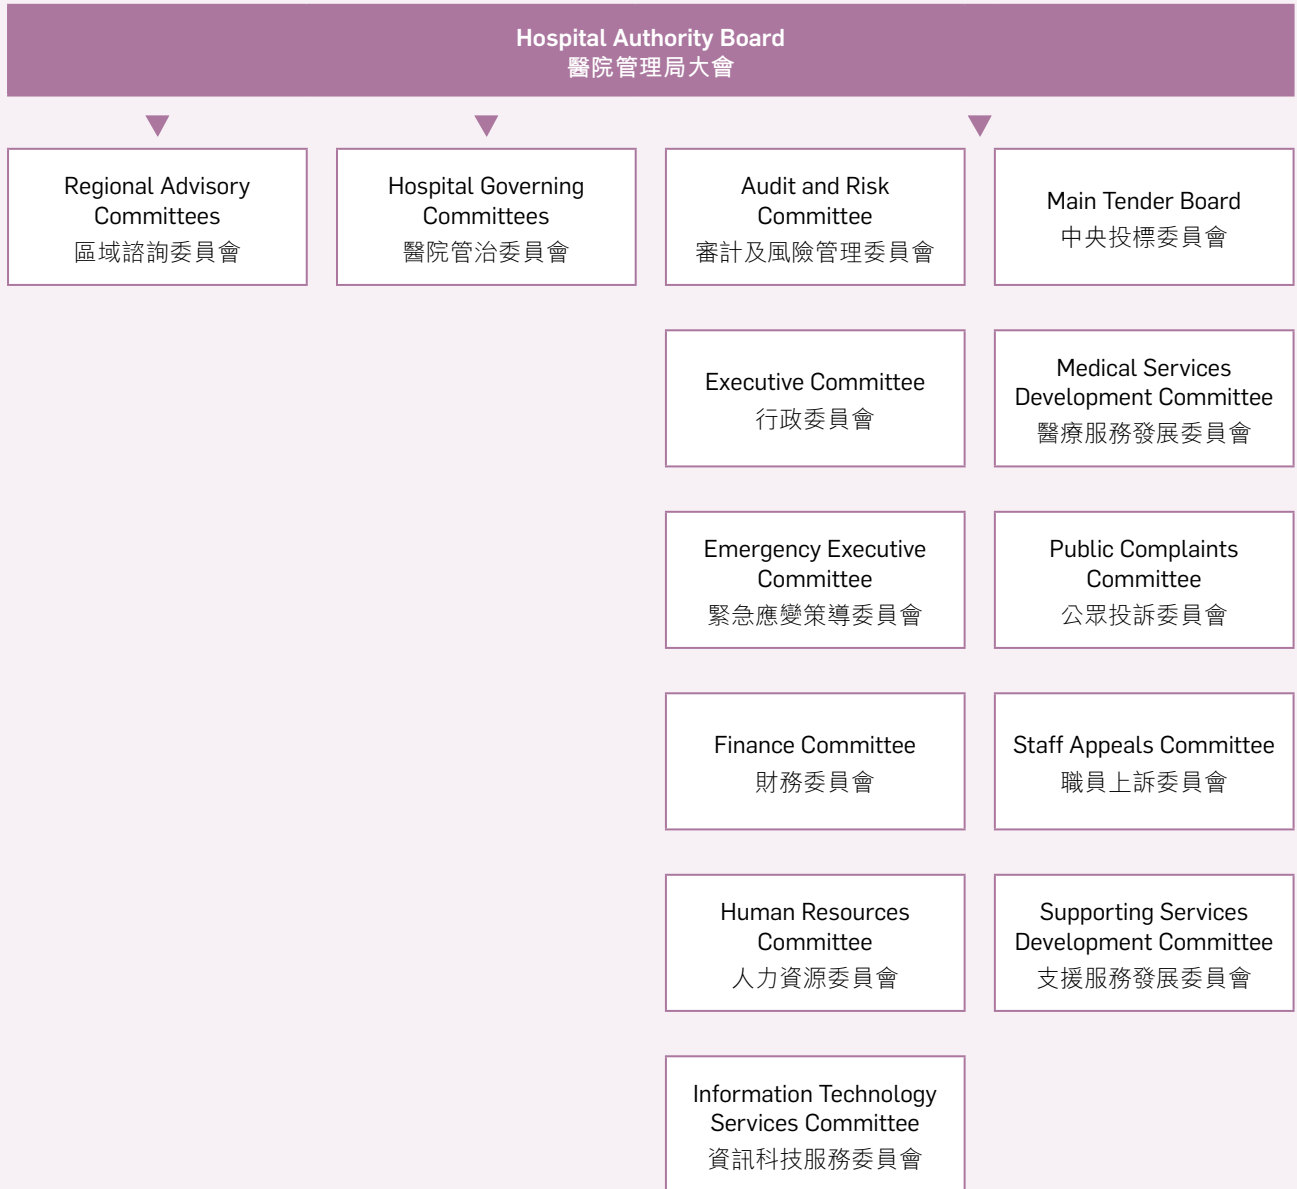 Hospital Authority Board
醫院管理局大會
Regional Advisory
Committees
區域諮詢委員會
Hospital Governing
Committees
醫院管治委員會
Audit and Risk
Committee
審計及風險管理委員會
Main Tender Board
中央投標委員會
Executive Committee
行政委員會
Medical Services
Development Committee
醫療服務發展委員會
Emergency Executive
Committee
緊急應變策導委員會
Public Complaints
Committee
公眾投訴委員會
Finance Committee
財務委員會
Staff Appeals Committee
職員上訴委員會
Human Resources
Committee
人力資源委員會
Supporting Services
Development Committee
支援服務發展委員會
Information Technology
Services Committee
資訊科技服務委員會